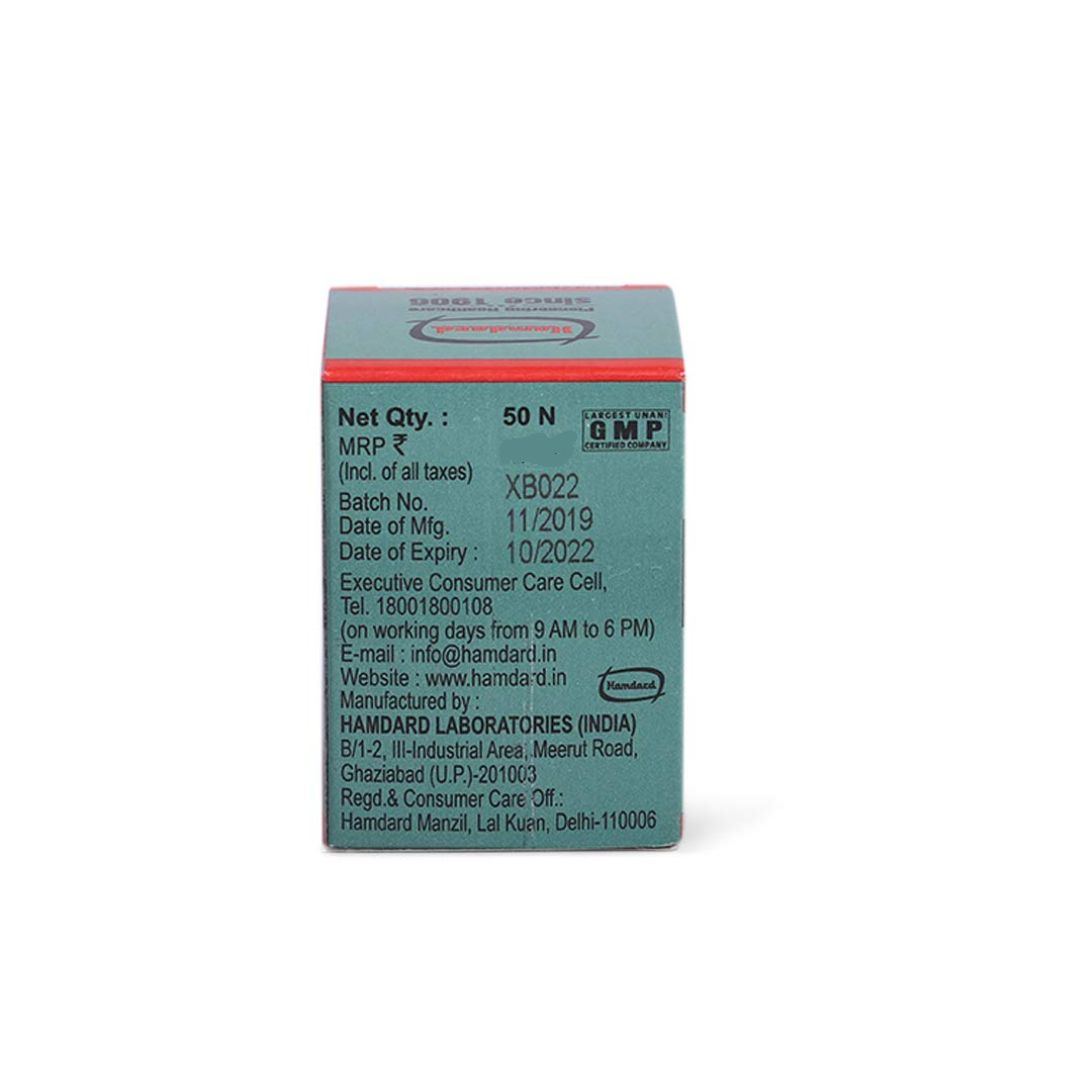 since 1906
Pioneering Healthcare
Hamdard
Net Qty. : 50 N
LARGEST UNANI
GMP
CERTIFIED COMPANY
MRP ₹
(Incl. of all taxes)
Batch No. XB022
Date of Mfg. 11/2019
Date of Expiry : 10/2022
Executive Consumer Care Cell,
Tel. 18001800108
(on working days from 9 AM to 6 PM)
E-mail : info@hamdard.in
Website : www.hamdard.in
Hamdard
Manufactured by :
HAMDARD LABORATORIES (INDIA)
B/1-2, III-Industrial Area, Meerut Road,
Ghaziabad (U.P.)-201003
Regd.& Consumer Care Off.:
Hamdard Manzil, Lal Kuan, Delhi-110006